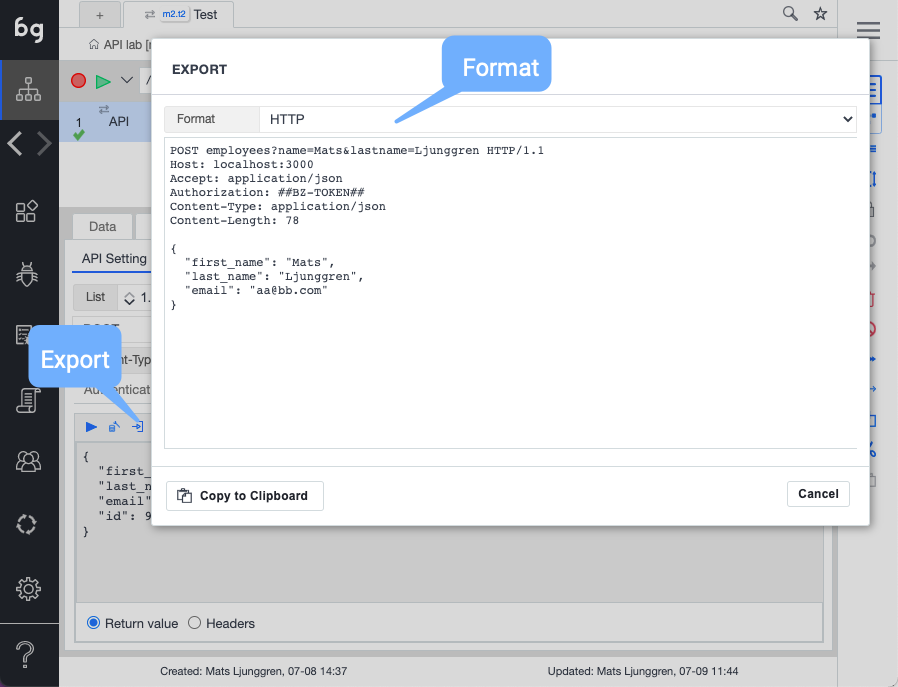 bg
+
m2.t2 Test
API lab
1
API
EXPORT
Format
Format
HTTP
POST employees?name=Mats&lastname=Ljunggren HTTP/1.1
Host: localhost:3000
Accept: application/json
Authorization: ##BZ-TOKEN##
Content-Type: application/json
Content-Length: 78
{
"first_name": "Mats",
"last_name": "Ljunggren",
"email": "aa@bb.com"
}
Copy to Clipboard
Cancel
Data
API Setting
List
1.
Export
nt-Typ
{
"first_
"last_n
"email"
"id": 9
}
Return value
Headers
Created: Mats Ljunggren, 07-08 14:37
Updated: Mats Ljunggren, 07-09 11:44